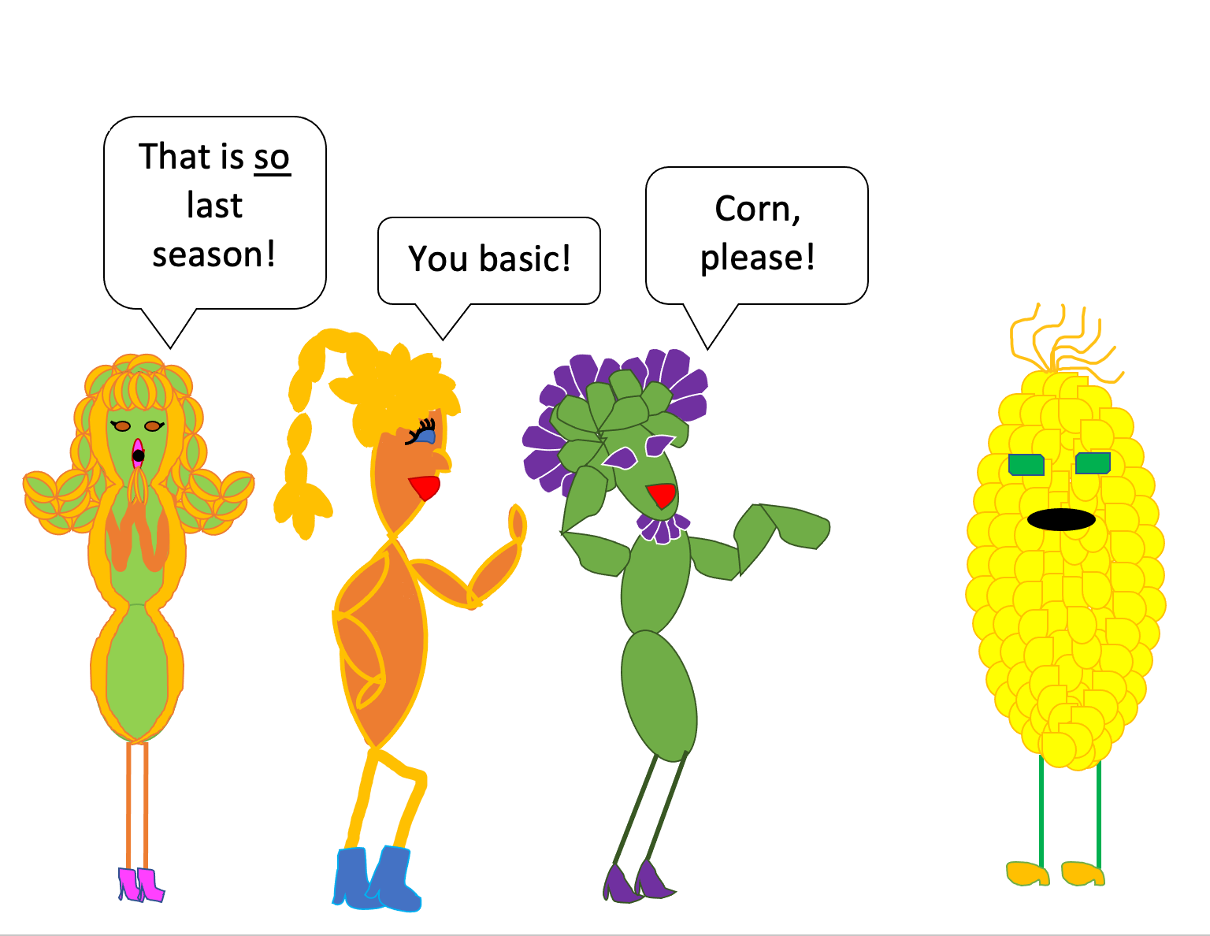 That is so
last
season!
You basic!
Corn,
please!